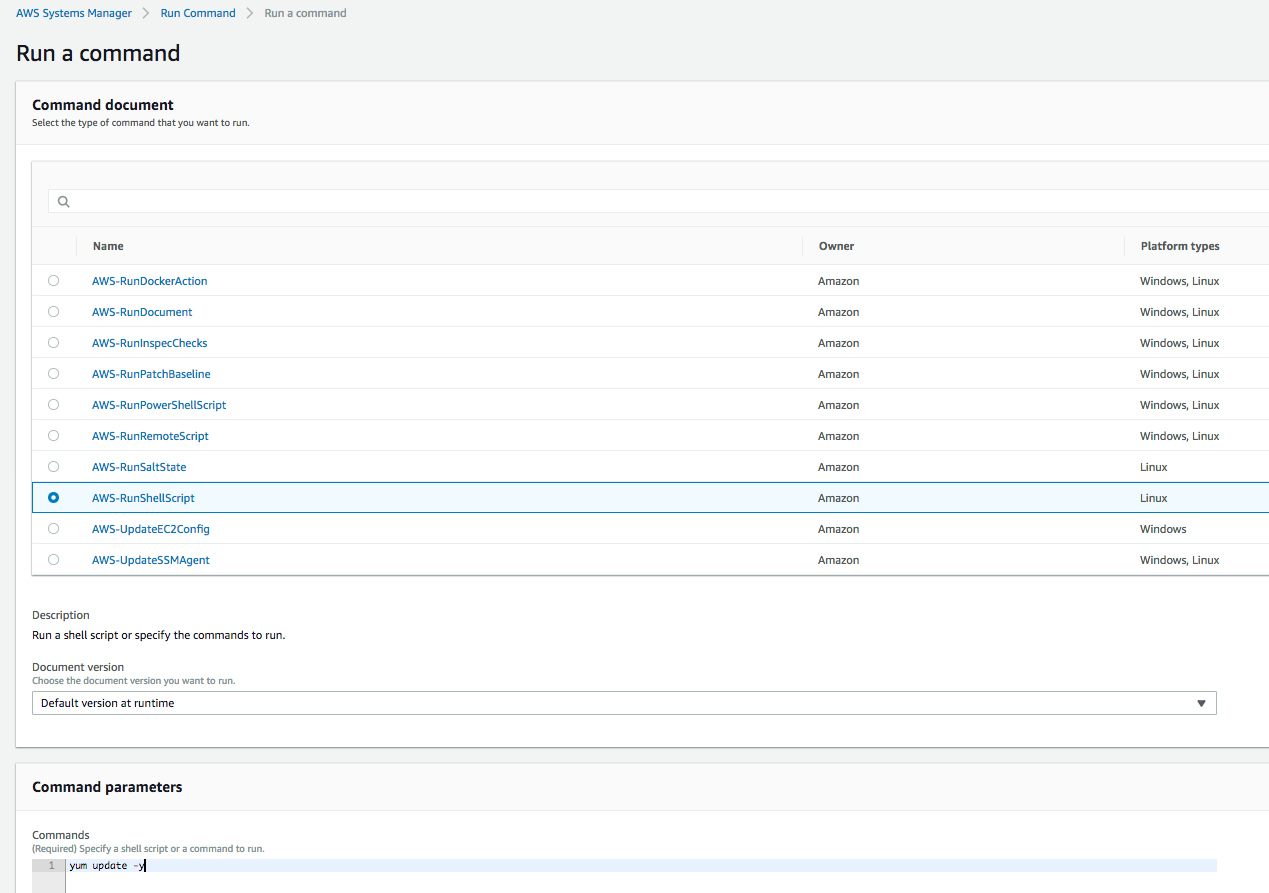 AWS Systems Manager > Run Command > Run a command
Run a command
Command document
Select the type of command that you want to run.
Name Owner Platform types
AWS-RunDockerAction Amazon Windows, Linux
AWS-RunDocument Amazon Windows, Linux
AWS-RunInspecChecks Amazon Windows, Linux
AWS-RunPatchBaseline Amazon Windows, Linux
AWS-RunPowerShellScript Amazon Windows, Linux
AWS-RunRemoteScript Amazon Windows, Linux
AWS-RunSaltState Amazon Linux
AWS-RunShellScript Amazon Linux
AWS-UpdateEC2Config Amazon Windows
AWS-UpdateSSMAgent Amazon Windows, Linux
Description
Run a shell script or specify the commands to run.
Document version
Choose the document version you want to run.
Default version at runtime
Command parameters
Commands
(Required) Specify a shell script or a command to run.
1 yum update -y